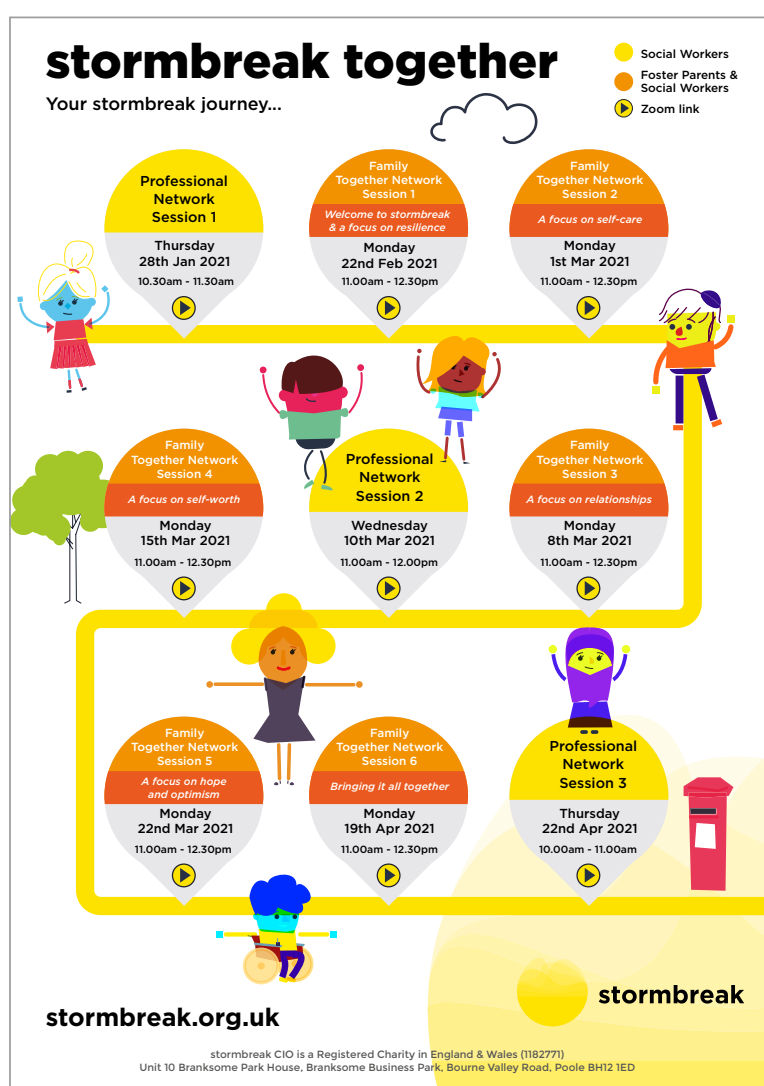 stormbreak together
Your stormbreak journey...
Social Workers
Foster Parents &
Social Workers
Zoom link
Professional
Network
Session 1
Thursday
28th Jan 2021
10.30am - 11.30am
Family
Together Network
Session 1
Welcome to stormbreak
& a focus on resilience
Monday
22nd Feb 2021
11.00am - 12.30pm
Family
Together Network
Session 2
A focus on self-care
Monday
1st Mar 2021
11.00am - 12.30pm
Family
Together Network
Session 4
A focus on self-worth
Monday
15th Mar 2021
11.00am - 12.30pm
Professional
Network
Session 2
Wednesday
10th Mar 2021
11.00am - 12.00pm
Family
Together Network
Session 3
A focus on relationships
Monday
8th Mar 2021
11.00am - 12.30pm
Family
Together Network
Session 5
A focus on hope
and optimism
Monday
22nd Mar 2021
11.00am - 12.30pm
Family
Together Network
Session 6
Bringing it all together
Monday
19th Apr 2021
11.00am - 12.30pm
Professional
Network
Session 3
Thursday
22nd Apr 2021
10.00am - 11.00am
stormbreak
stormbreak.org.uk
stormbreak CIO is a Registered Charity in England & Wales (1182771)
Unit 10 Branksome Park House, Branksome Business Park, Bourne Valley Road, Poole BH12 1ED